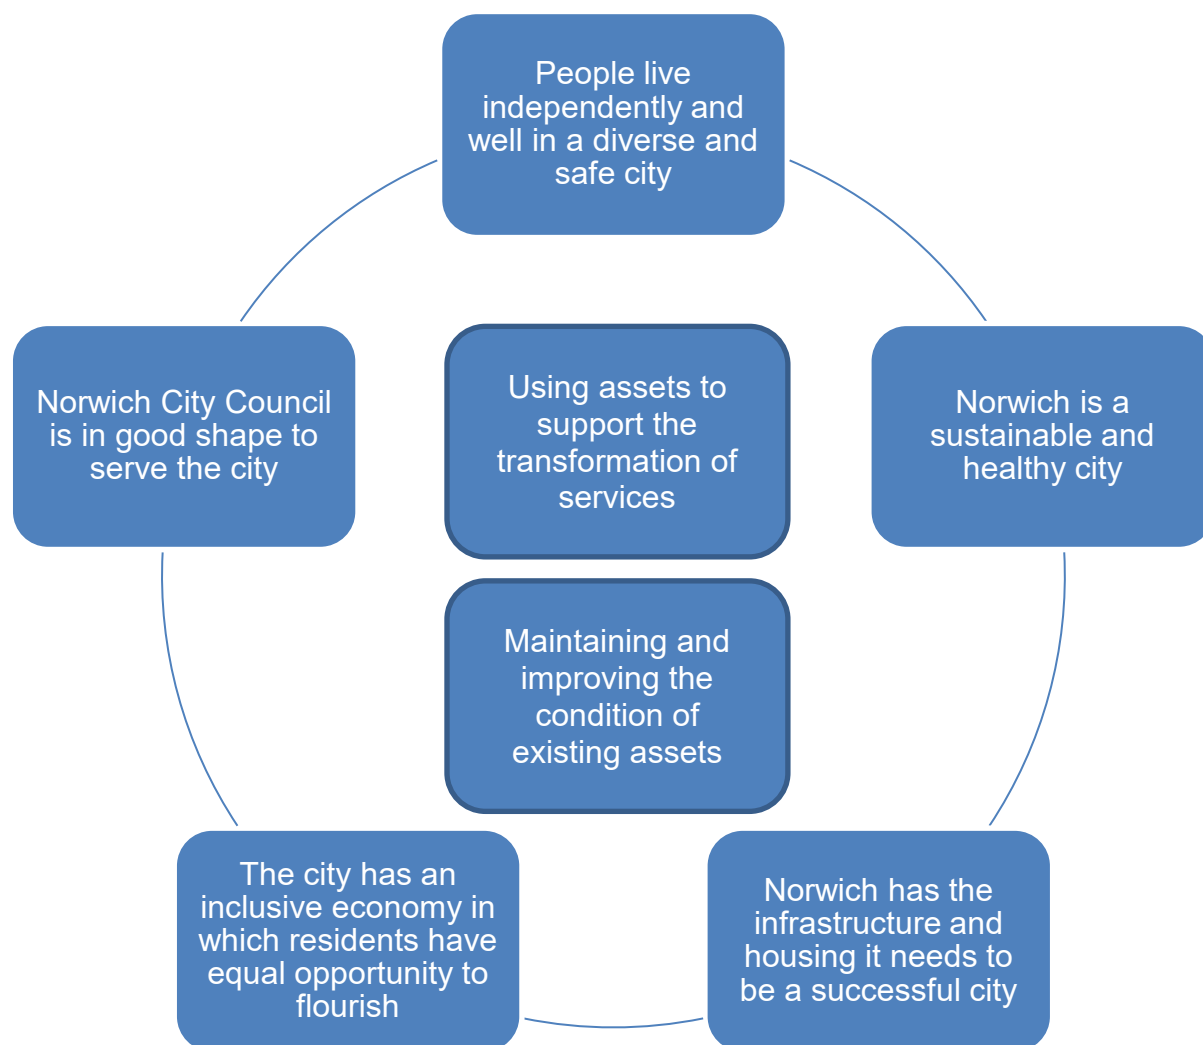 People live
independently and
well in a diverse and
safe city
Norwich City Council
is in good shape to
serve the city
Using assets to
support the
transformation of
services
Norwich is a
sustainable and
healthy city
Maintaining and
improving the
condition of
existing assets
The city has an
inclusive economy in
which residents have
equal opportunity to
flourish
Norwich has the
infrastructure and
housing it needs to
be a successful city